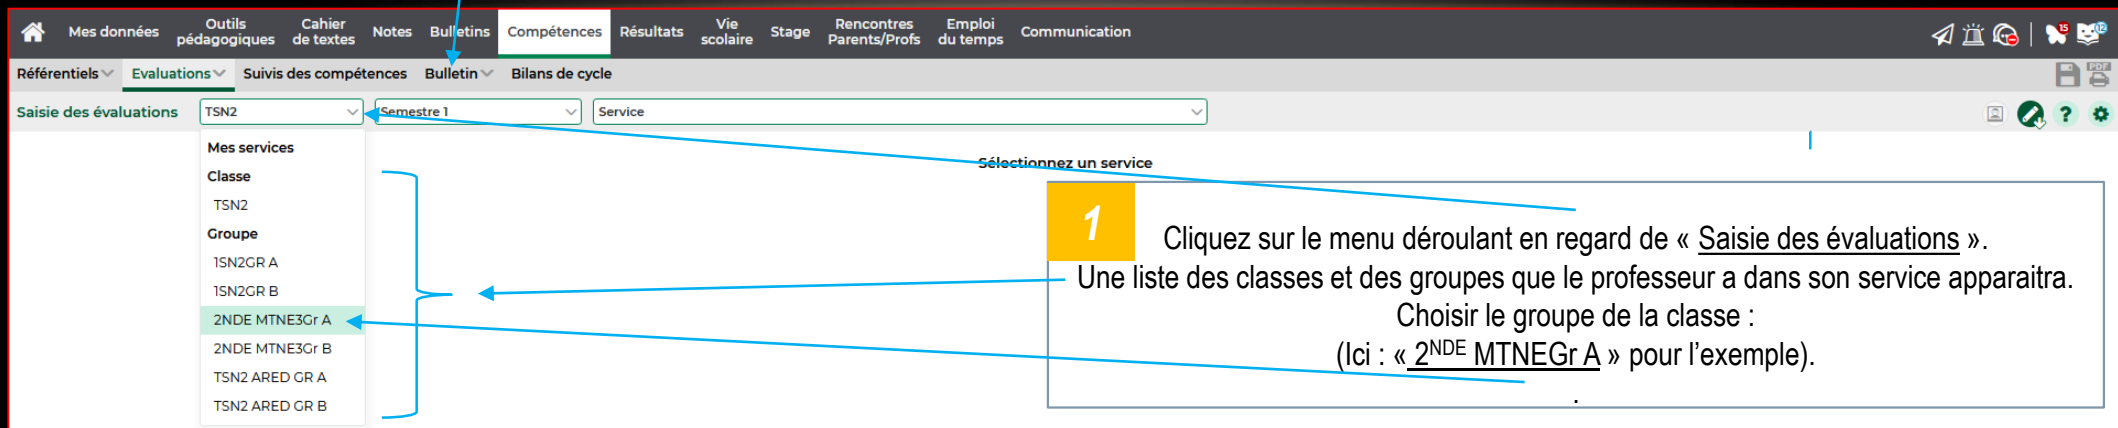 Mes données
Outils pédagogiques
Cahier de textes
Notes
Bulletins
Compétences
Résultats
Vie scolaire
Stage
Rencontres Parents/Profs
Emploi du temps
Communication
15
12
Référentiels
Evaluations
Suivis des compétences
Bulletin
Bilans de cycle
PDF
Saisie des évaluations
TSN2
Semestre 1
Service
?
Mes services
Classe
TSN2
Groupe
1SN2GR A
1SN2GR B
2NDE MTNE3Gr A
2NDE MTNE3Gr B
TSN2 ARED GR A
TSN2 ARED GR B
Sélectionnez un service
1
Cliquez sur le menu déroulant en regard de « Saisie des évaluations ».
Une liste des classes et des groupes que le professeur a dans son service apparaitra.
Choisir le groupe de la classe :
(Ici : « 2NDE MTNEGr A » pour l'exemple).
.